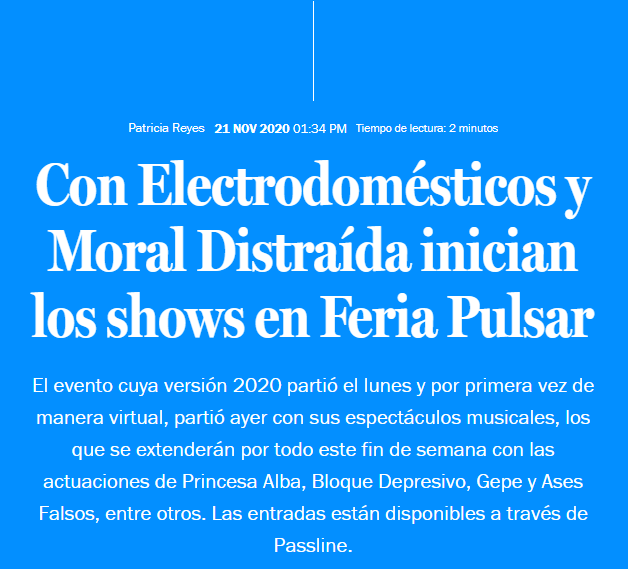 Patricia Reyes 21 NOV 2020 01:34 PM Tiempo de lectura: 2 minutos
Con Electrodomésticos y
Moral Distraída inician
los shows en Feria Pulsar
El evento cuya versión 2020 partió el lunes y por primera vez de
manera virtual, partió ayer con sus espectáculos musicales, los
que se extenderán por todo este fin de semana con las
actuaciones de Princesa Alba, Bloque Depresivo, Gepe y Ases
Falsos, entre otros. Las entradas están disponibles a través de
Passline.